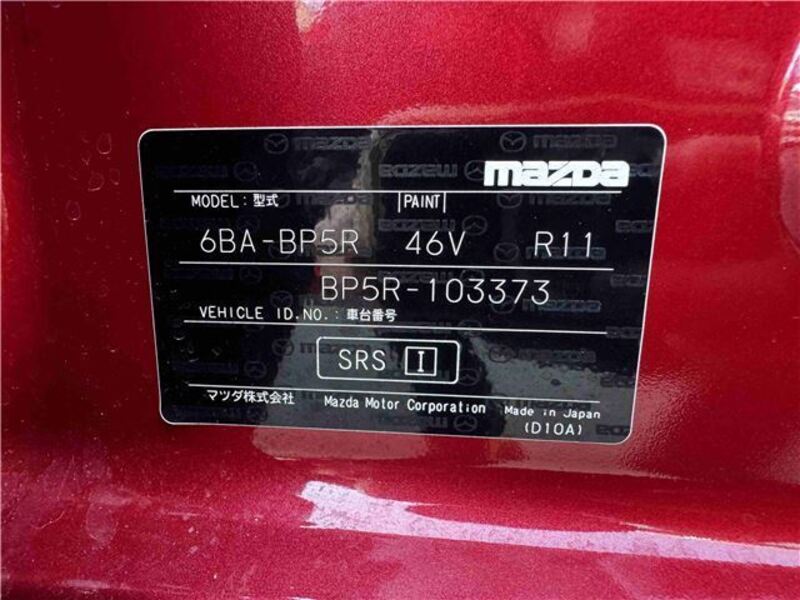 mazda
MODEL: 型式 |PAINT|
6BA-BP5R 46V R11
BP5R-103373
VEHICLE ID.NO.: 車台番号
SRS I
マツダ株式会社 Mazda Motor Corporation Made in Japan
(D10A)